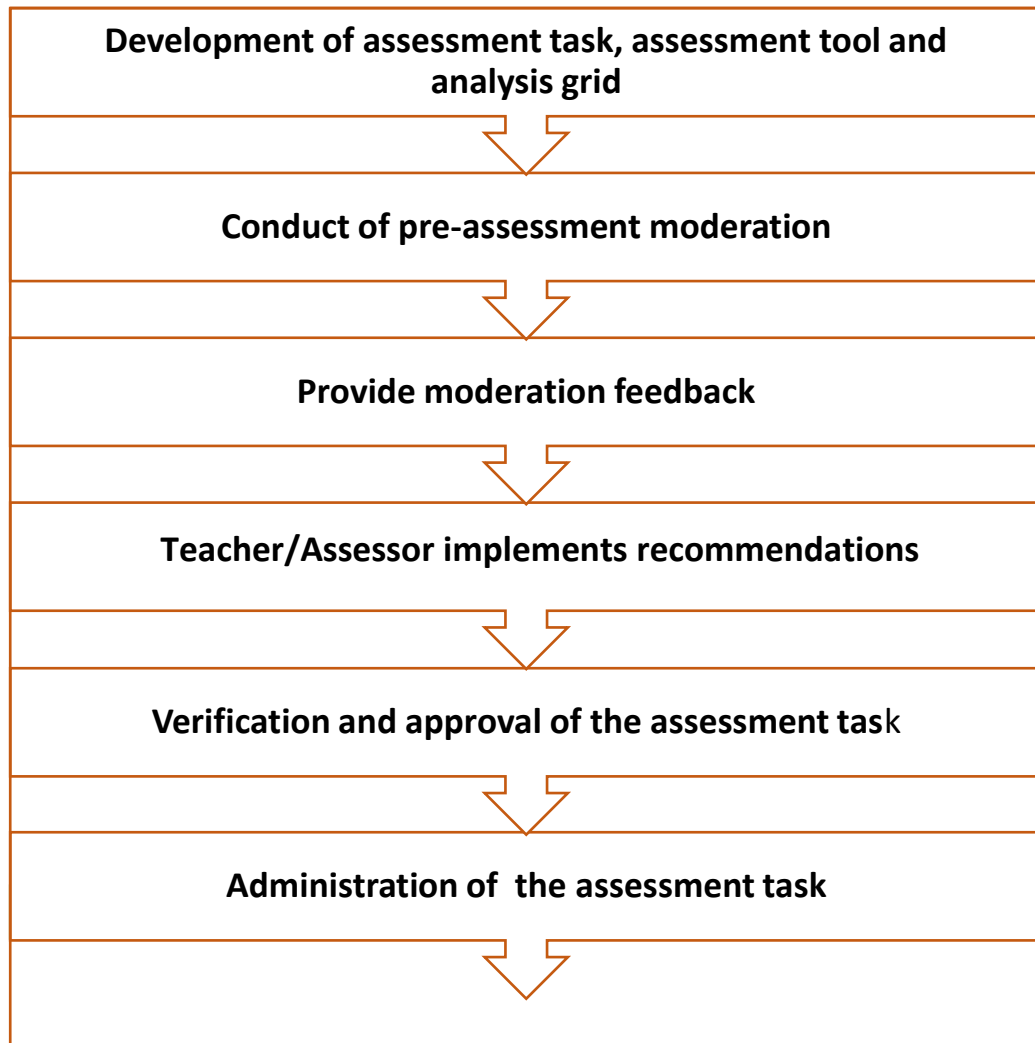 Development of assessment task, assessment tool and
analysis grid
Conduct of pre-assessment moderation
Provide moderation feedback
Teacher/Assessor implements recommendations
Verification and approval of the assessment task
Administration of  the assessment task